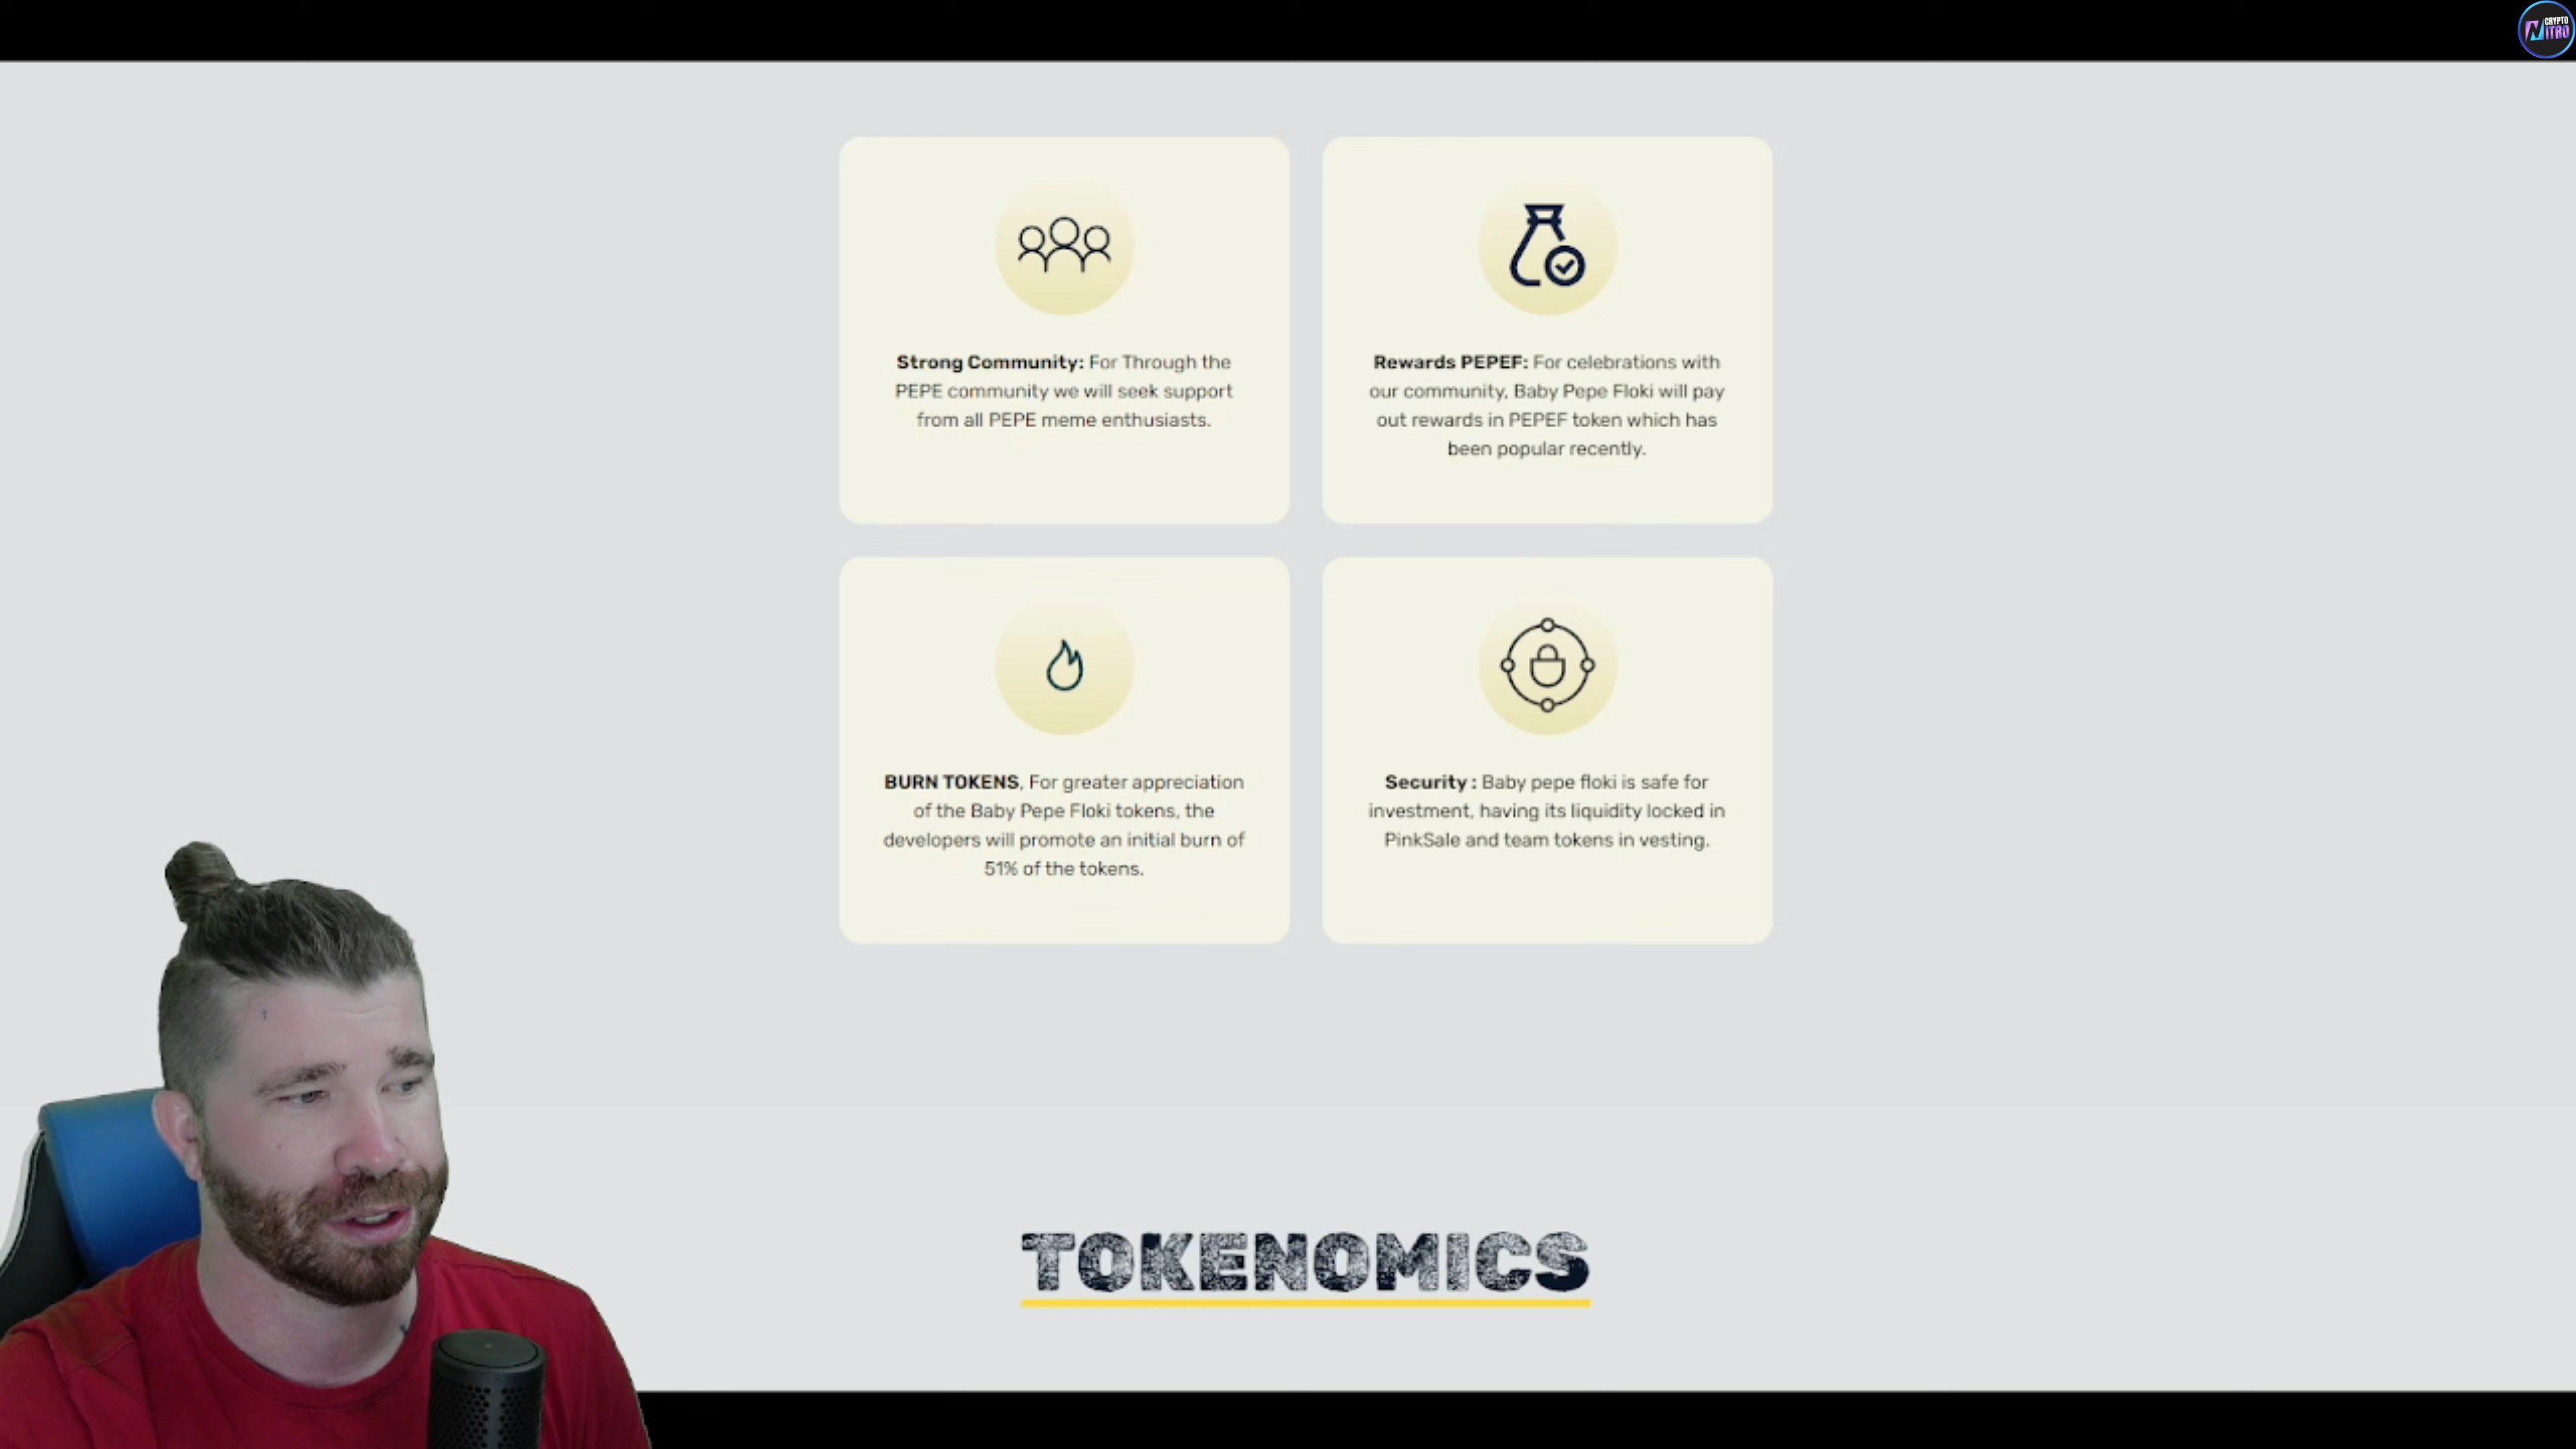 CRYPTO
NITRO
Strong Community: For Through the
PEPE community we will seek support
from all PEPE meme enthusiasts.
Rewards PEPEF: For celebrations with
our community, Baby Pepe Floki will pay
out rewards in PEPEF token which has
been popular recently.
BURN TOKENS, For greater appreciation
of the Baby Pepe Floki tokens, the
developers will promote an initial burn of
51% of the tokens.
Security : Baby pepe floki is safe for
investment, having its liquidity locked in
PinkSale and team tokens in vesting.
TOKENOMICS